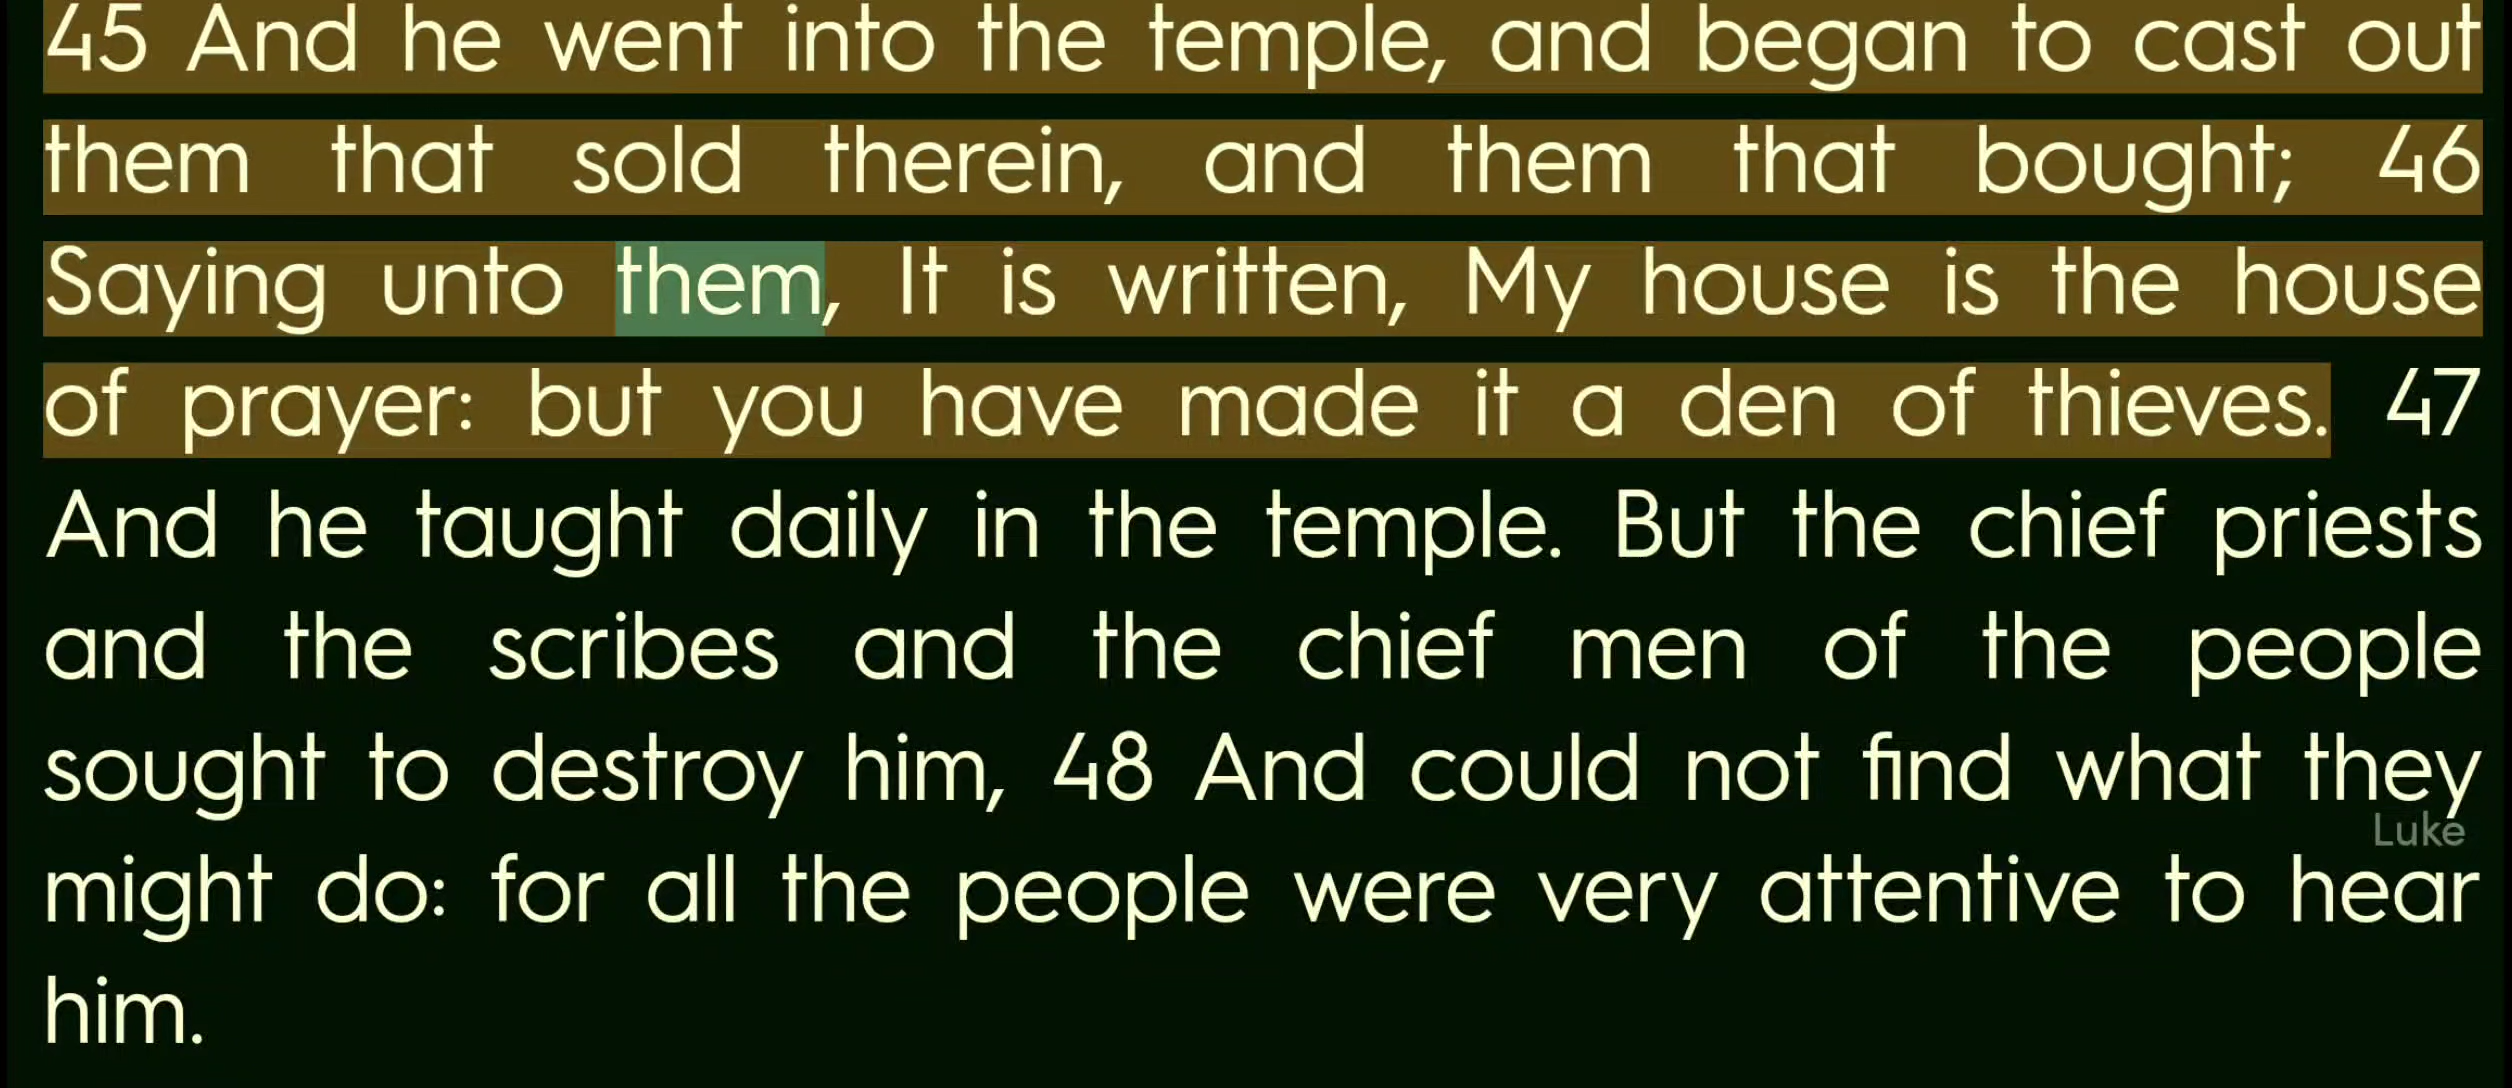 45 And he went into the temple, and began to cast out
them that sold therein, and them that bought; 46
Saying unto them, It is written, My house is the house
of prayer: but you have made it a den of thieves. 47
And he taught daily in the temple. But the chief priests
and the scribes and the chief men of the people
sought to destroy him, 48 And could not find what they
Luke
might do: for all the people were very attentive to hear
him.